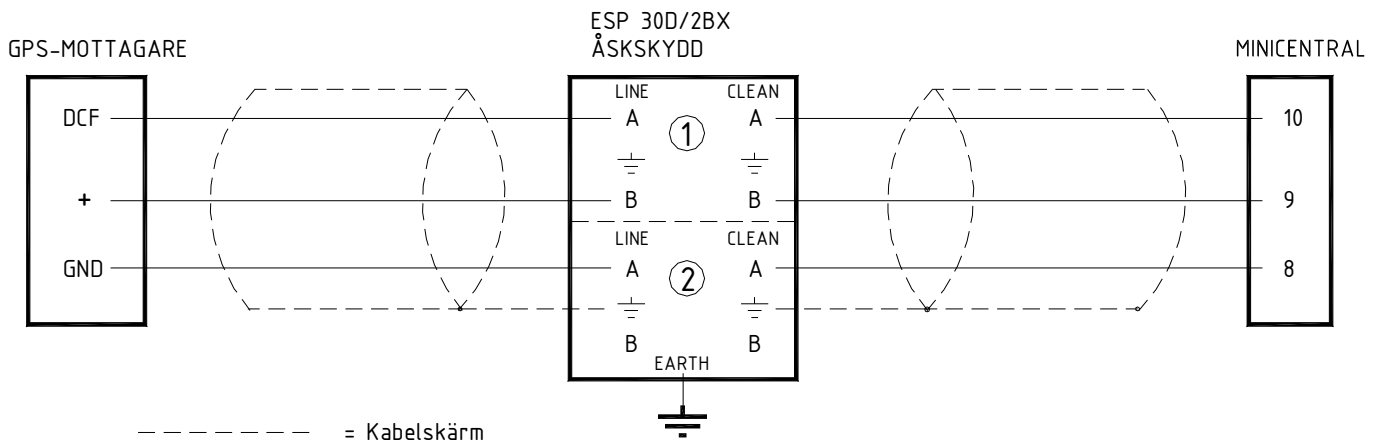 ESP 30D/2BX
ÅSKSKYDD
GPS-MOTTAGARE
MINICENTRAL
LINE CLEAN
DCF A 1 A 10
+ B B 9
LINE CLEAN
GND A 2 A 8
B B
EARTH
= Kabelskärm